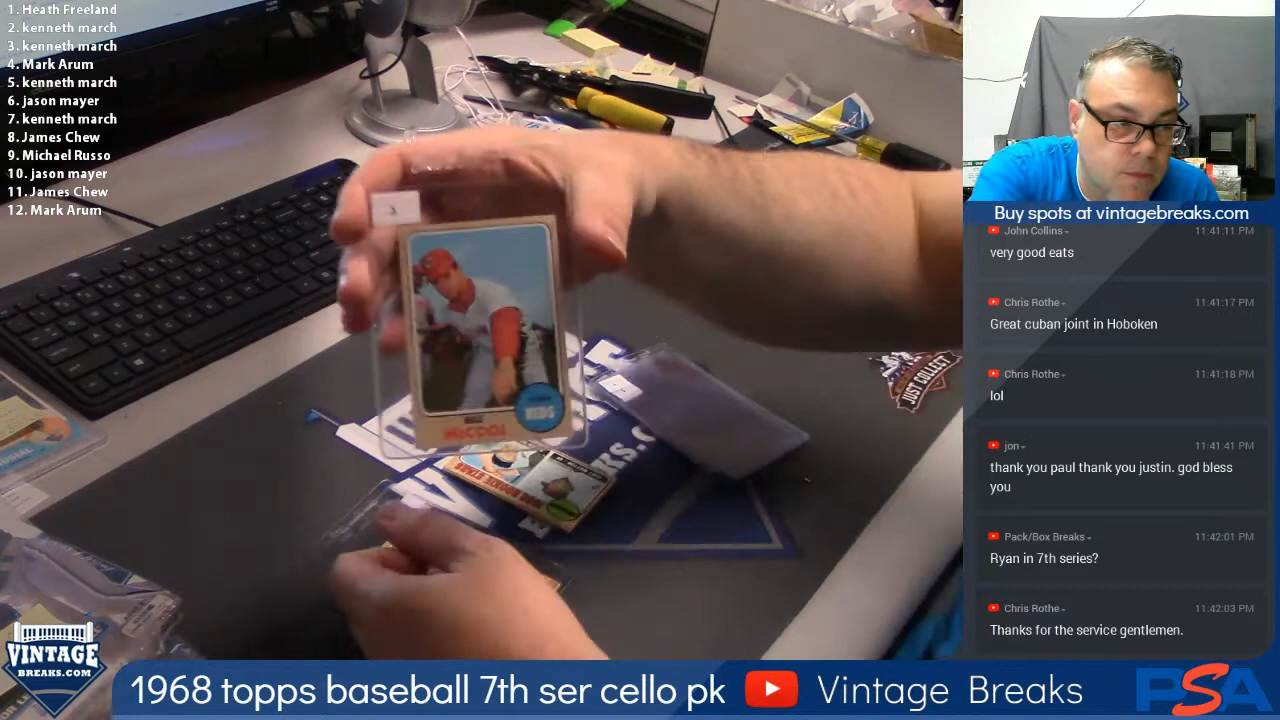 1. Heath Freeland
2. kenneth march
3. kenneth march
4. Mark Arum
5. kenneth march
6. jason mayer
7. kenneth march
8. James Chew
9. Michael Russo
10. jason mayer
11. James Chew
12. Mark Arum
BILL
McCOOL
REDS
JUST COLLECT
Buy spots at vintagebreaks.com
John Collins
11:41:11 PM
very good eats
Chris Rothe
11:41:17 PM
Great cuban joint in Hoboken
Chris Rothe
11:41:18 PM
lol
jon
11:41:41 PM
thank you paul thank you justin. god bless
you
Pack/Box Breaks
11:42:01 PM
Ryan in 7th series?
Chris Rothe
11:42:03 PM
Thanks for the service gentlemen.
VINTAGE
BREAKS.COM
1968 topps baseball 7th ser cello pk
Vintage Breaks
PSA